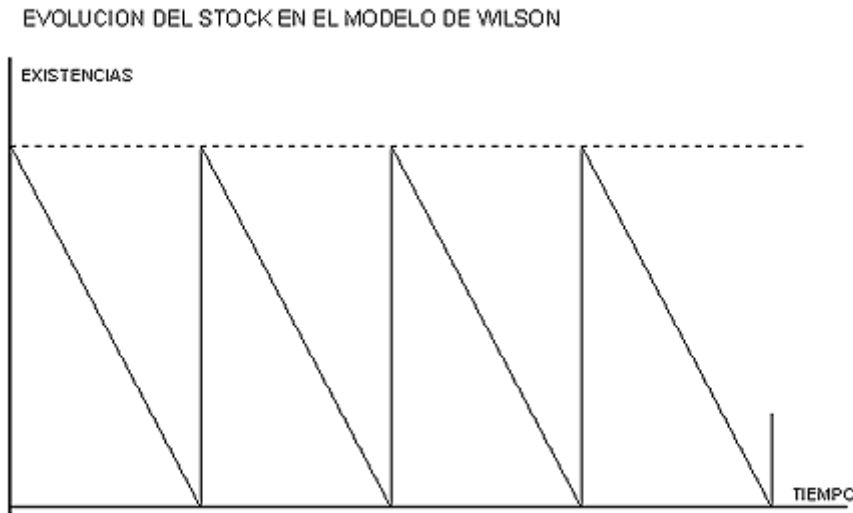 EVOLUCION DEL STOCK EN EL MODELO DE WILSON
EXISTENCIAS
TIEMPO